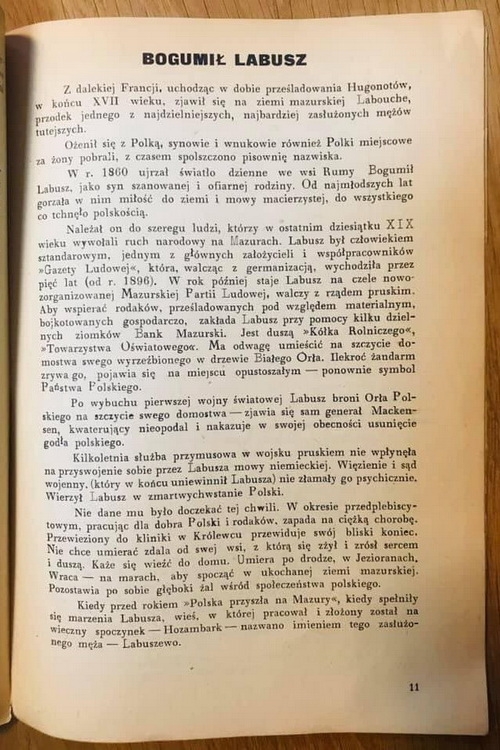 BOGUMIŁ LABUSZ
Z dalekiej Francji, uchodząc w dobie prześladowania Hugonotów,
w końcu XVII wieku, zjawił się na ziemi mazurskiej Labouche,
przodek jednego z najdzielniejszych, najbardziej zasłużonych mężów
tutejszych.
Ożenił się z Polką, synowie i wnukowie również Polki miejscowe
za żony pobrali, z czasem spolszczono pisownię nazwiska.
W r. 1860 ujrzał światło dzienne we wsi Rumy Bogumił
Labusz, jako syn szanowanej i ofiarnej rodziny. Od najmłodszych lat
gorzała w nim miłość do ziemi i mowy macierzystej, do wszystkiego
co tchnęło polskością.
Należał on do szeregu ludzi, którzy w ostatnim dziesiątku XIX
wieku wywołali ruch narodowy na Mazurach. Labusz był człowiekiem
sztandarowym, jednym z głównych założycieli i współpracowników
»Gazety Ludowej«, która, walcząc z germanizacją, wychodziła przez
pięć lat (od r. 1896). W rok później staje Labusz na czele nowo-
zorganizowanej Mazurskiej Partii Ludowej, walczy z rządem pruskim.
Aby wspierać rodaków, prześladowanych pod względem materialnym,
bojkotowanych gospodarczo, zakłada Labusz przy pomocy kilku dziel-
nych ziomków Bank Mazurski. Jest duszą »Kółka Rolniczego«,
»Towarzystwa Oświatowego«. Ma odwagę umieścić na szczycie do-
mostwa swego wyrzeźbionego w drzewie Białego Orła. Ilekroć żandarm
zrywa go, pojawia się na miejscu opustoszałym — ponownie symbol
Państwa Polskiego.
Po wybuchu pierwszej wojny światowej Labusz broni Orła Pol-
skiego na szczycie swego domostwa — zjawia się sam generał Macken-
sen, kwaterujący nieopodal i nakazuje w swojej obecności usunięcie
godła polskiego.
Kilkoletnia służba przymusowa w wojsku pruskim nie wpłynęła
na przyswojenie sobie przez Labusza mowy niemieckiej. Więzienie i sąd
wojenny, (który w końcu uniewinnił Labusza) nie złamały go psychicznie.
Wierzył Labusz w zmartwychwstanie Polski.
Nie dane mu było doczekać tej chwili. W okresie przedplebiscy-
towym, pracując dla dobra Polski i rodaków, zapada na ciężką chorobę.
Przewieziony do kliniki w Królewcu przewiduje swój bliski koniec.
Nie chce umierać zdala od swej wsi, z którą się zżył i zrósł sercem
i duszą. Każe się wieźć do domu. Umiera po drodze, w Jezioranach,
Wraca — na marach, aby spocząć w ukochanej ziemi mazurskiej.
Pozostawia po sobie głęboki żal wśród społeczeństwa polskiego.
Kiedy przed rokiem »Polska przyszła na Mazury«, kiedy spełniły
się marzenia Labusza, wieś, w której pracował i złożony został na
wieczny spoczynek — Hozambark — nazwano imieniem tego zasłużo-
nego męża — Labuszewo.
11